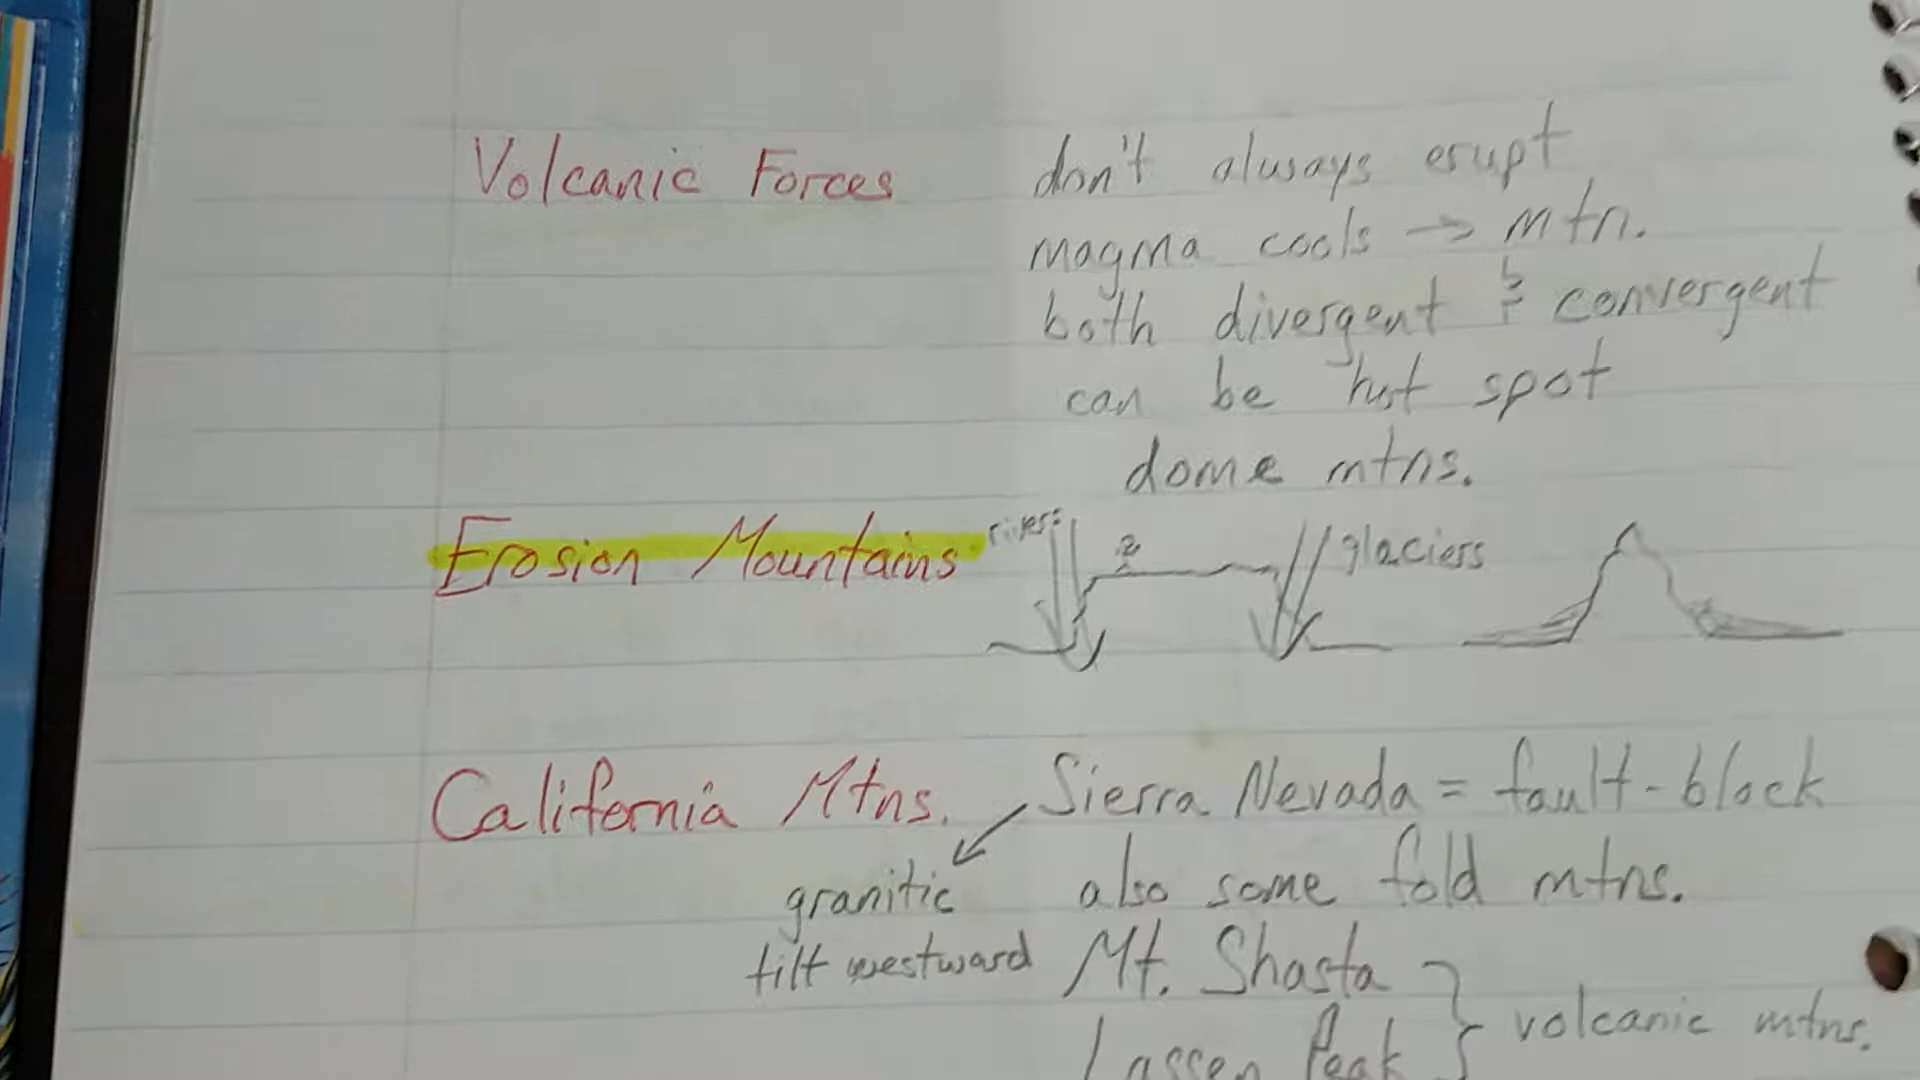 Volcanic Forces don't always erupt
magma cools → mtn.
both divergent & convergent
can be hot spot
dome mtns.
Erosion Mountains rivers glaciers
California Mtns. Sierra Nevada = fault-block
granitic also some fold mtns.
tilt westward Mt. Shasta
Lassen Peak } volcanic mtns.